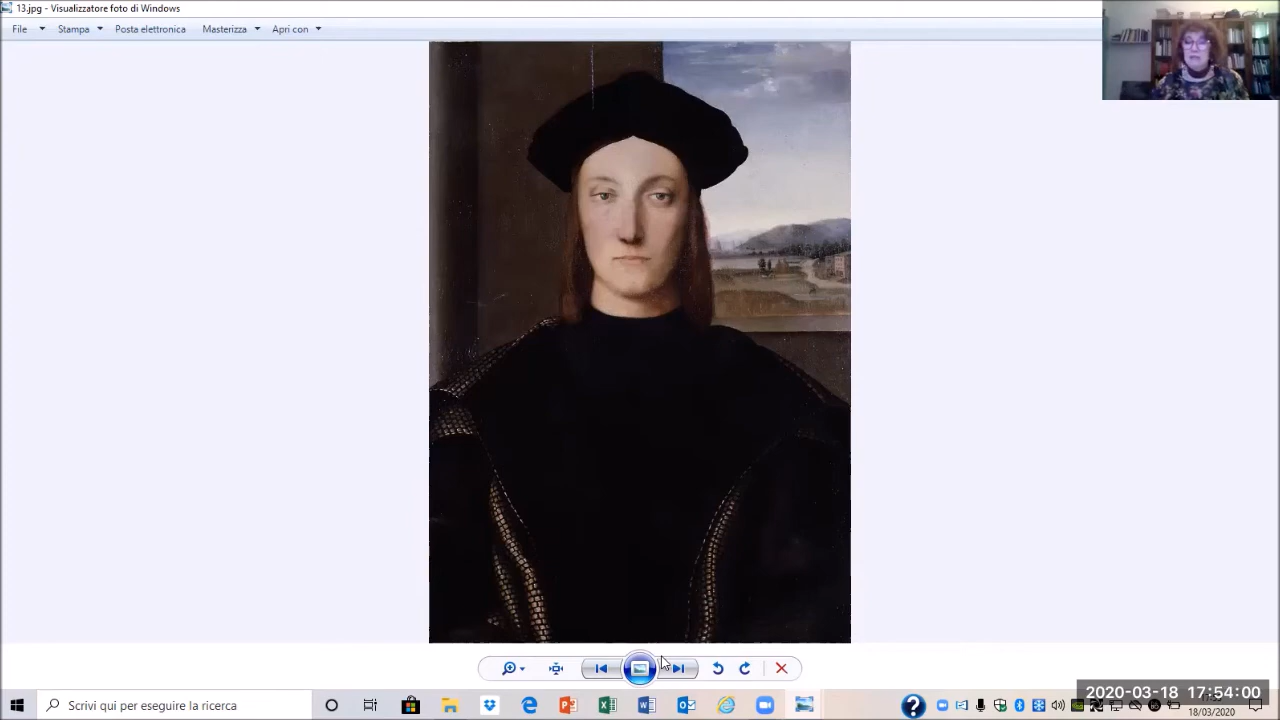 13.jpg - Visualizzatore foto di Windows
File Stampa Posta elettronica Masterizza Apri con
Scrivi qui per eseguire la ricerca
2020-03-18 17:54:00
18/03/2020